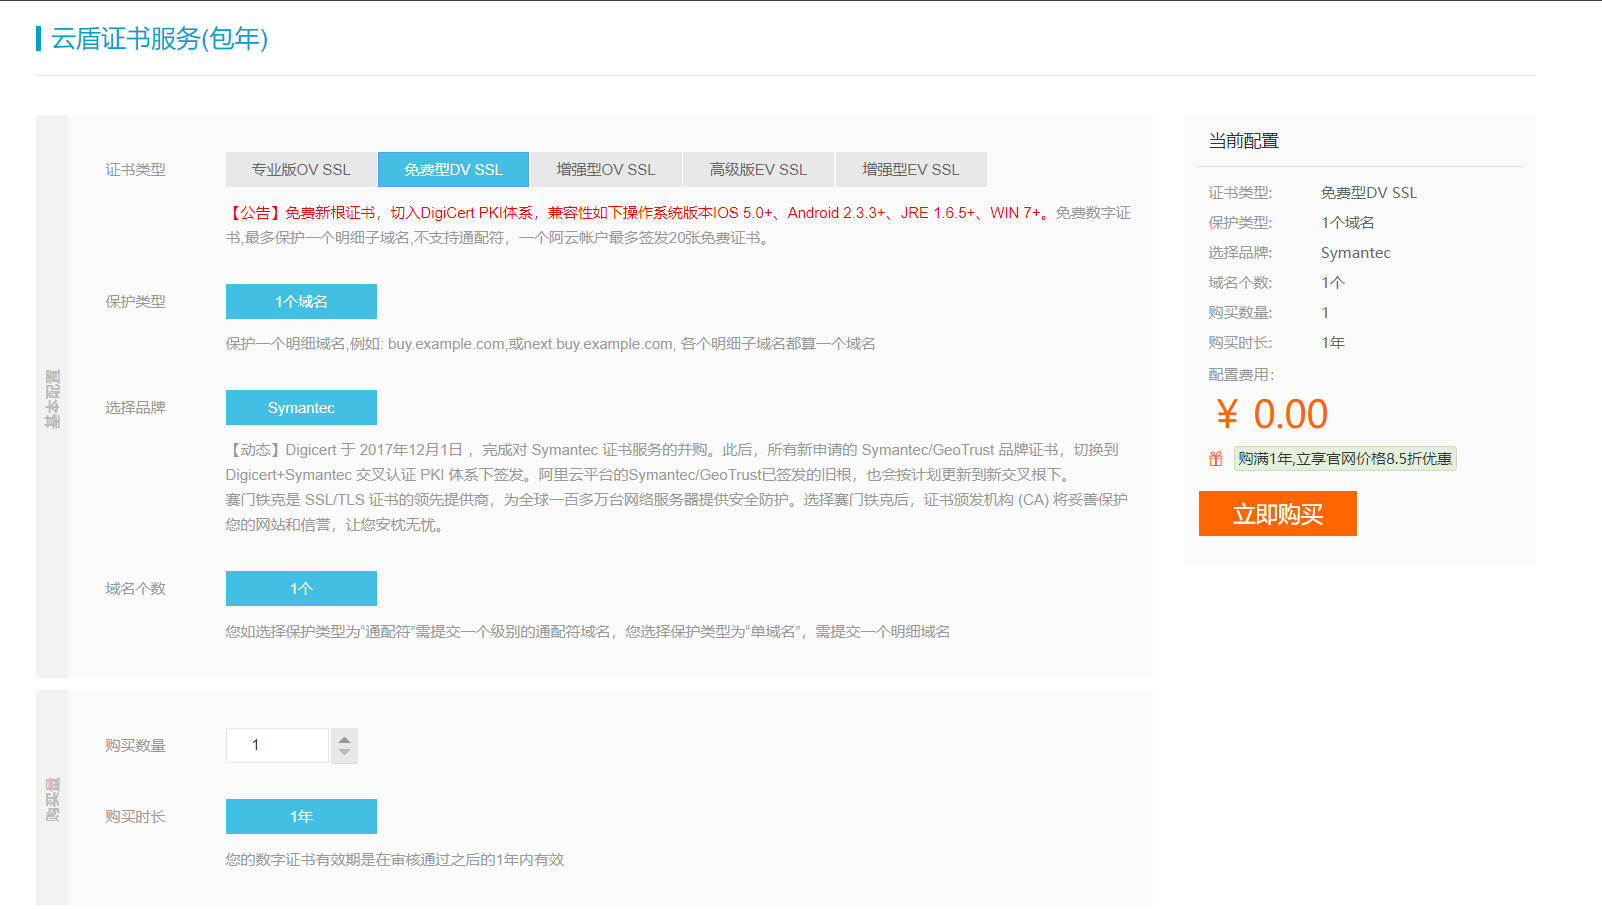 云盾证书服务(包年)
基本配置
证书类型
专业版OV SSL
免费型DV SSL
增强型OV SSL
高级版EV SSL
增强型EV SSL
【公告】免费新根证书，切入DigiCert PKI体系，兼容性如下操作系统版本IOS 5.0+、Android 2.3.3+、JRE 1.6.5+、WIN 7+。免费数字证
书,最多保护一个明细子域名,不支持通配符，一个阿云帐户最多签发20张免费证书。
保护类型
1个域名
保护一个明细域名,例如: buy.example.com,或next.buy.example.com, 各个明细子域名都算一个域名
选择品牌
Symantec
【动态】Digicert 于 2017年12月1日 ，完成对 Symantec 证书服务的并购。此后，所有新申请的 Symantec/GeoTrust 品牌证书，切换到
Digicert+Symantec 交叉认证 PKI 体系下签发。阿里云平台的Symantec/GeoTrust已签发的旧根，也会按计划更新到新交叉根下。
赛门铁克是 SSL/TLS 证书的领先提供商，为全球一百多万台网络服务器提供安全防护。选择赛门铁克后，证书颁发机构 (CA) 将妥善保护
您的网站和信誉，让您安枕无忧。
域名个数
1个
您如选择保护类型为“通配符”需提交一个级别的通配符域名，您选择保护类型为“单域名”，需提交一个明细域名
购买量
购买数量
1
购买时长
1年
您的数字证书有效期是在审核通过之后的1年内有效
当前配置
证书类型: 免费型DV SSL
保护类型: 1个域名
选择品牌: Symantec
域名个数: 1个
购买数量: 1
购买时长: 1年
配置费用:
¥ 0.00
购满1年,立享官网价格8.5折优惠
立即购买